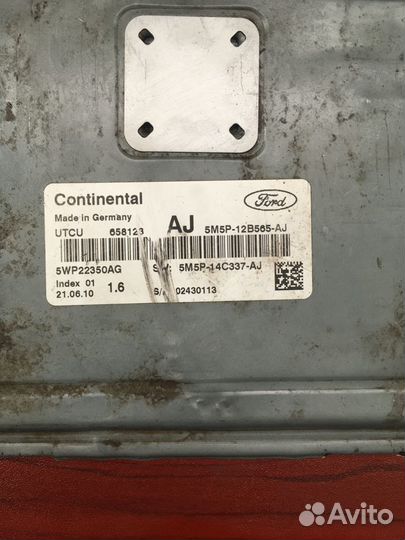 Continental
Made in Germany
Ford
UTCU 658123 AJ 5M5P-12B565-AJ
5WP22350AG 5M5P-14C337-AJ
Index 01
21.06.10 1.6 02430113
Avito